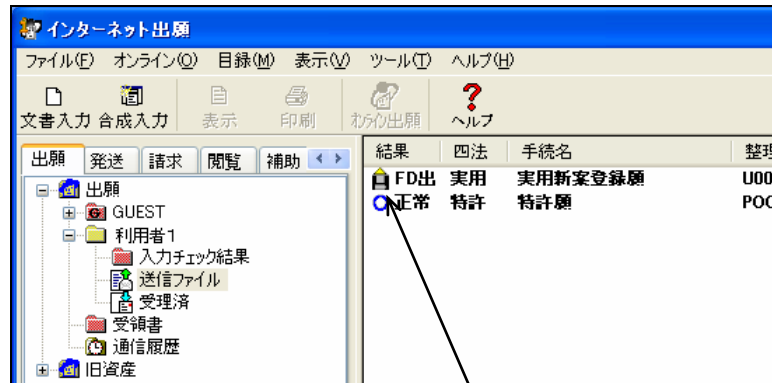 インターネット出願
ファイル(F) オンライン(O) 目録(M) 表示(V) ツール(T) ヘルプ(H)
文書入力 合成入力 表示 印刷 オンライン出願 ヘルプ
出願 発送 請求 閲覧 補助
結果 四法 手続名 整理
FD出 実用 実用新案登録願 U00
正常 特許 特許願 POC
出願
GUEST
利用者1
入力チェック結果
送信ファイル
受理済
受領書
通信履歴
旧資産